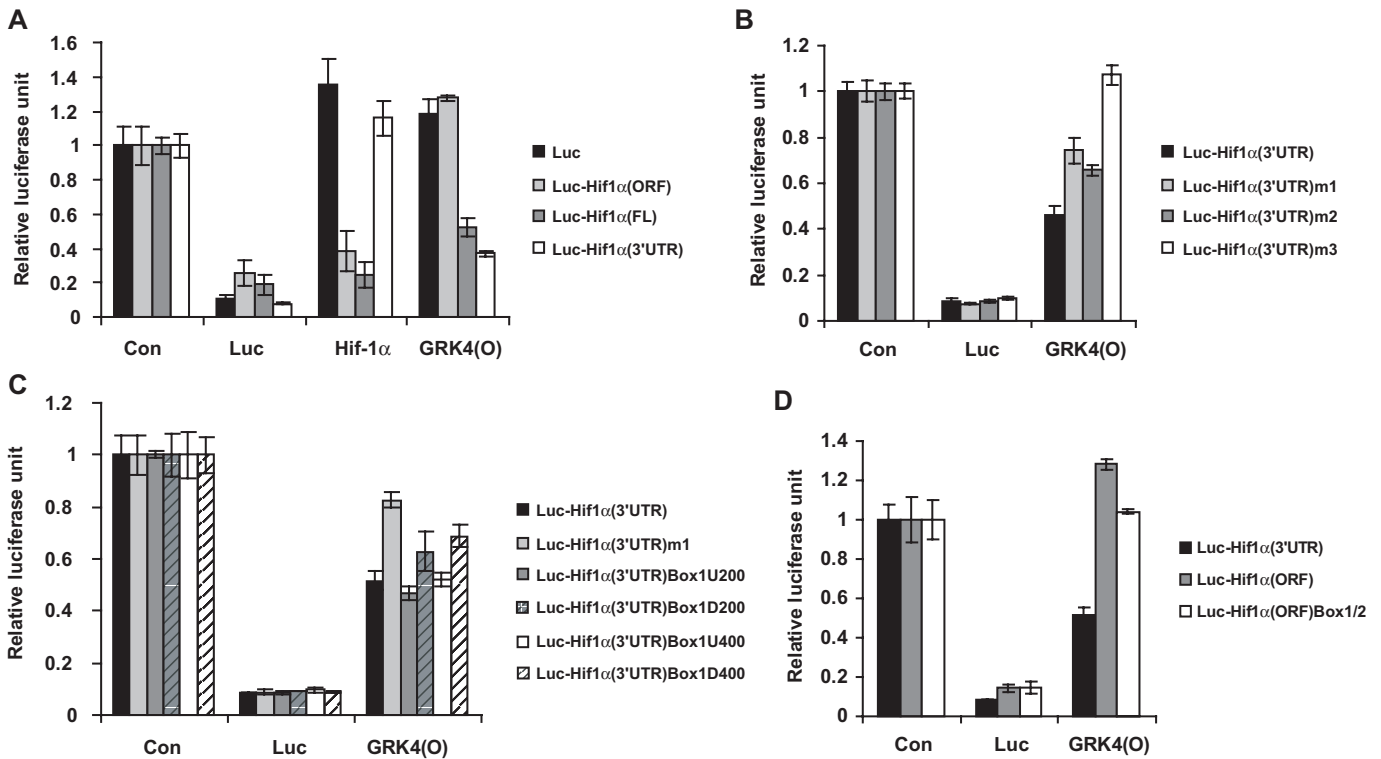 A
Relative luciferase unit
1.6
1.4
1.2
1
0.8
0.6
0.4
0.2
0
Con Luc Hif-1α GRK4(O)
Luc
Luc-Hif1α(ORF)
Luc-Hif1α(FL)
Luc-Hif1α(3'UTR)
B
Relative luciferase unit
1.2
1.0
0.8
0.6
0.4
0.2
0
Con Luc GRK4(O)
Luc-Hif1α(3'UTR)
Luc-Hif1α(3'UTR)m1
Luc-Hif1α(3'UTR)m2
Luc-Hif1α(3'UTR)m3
C
Relative luciferase unit
1.2
1
0.8
0.6
0.4
0.2
0
Con Luc GRK4(O)
Luc-Hif1α(3'UTR)
Luc-Hif1α(3'UTR)m1
Luc-Hif1α(3'UTR)Box1U200
Luc-Hif1α(3'UTR)Box1D200
Luc-Hif1α(3'UTR)Box1U400
Luc-Hif1α(3'UTR)Box1D400
D
Relative luciferase unit
1.4
1.2
1
0.8
0.6
0.4
0.2
0
Con Luc GRK4(O)
Luc-Hif1α(3'UTR)
Luc-Hif1α(ORF)
Luc-Hif1α(ORF)Box1/2